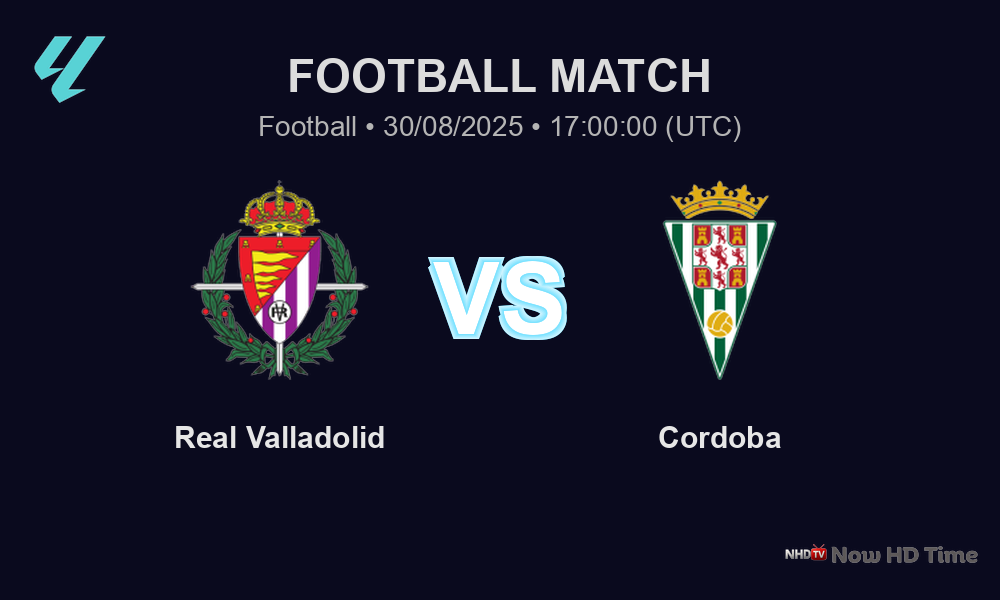 FOOTBALL MATCH
Football • 30/08/2025 • 17:00:00 (UTC)
VS
Real Valladolid
Cordoba
NHDTV Now HD Time